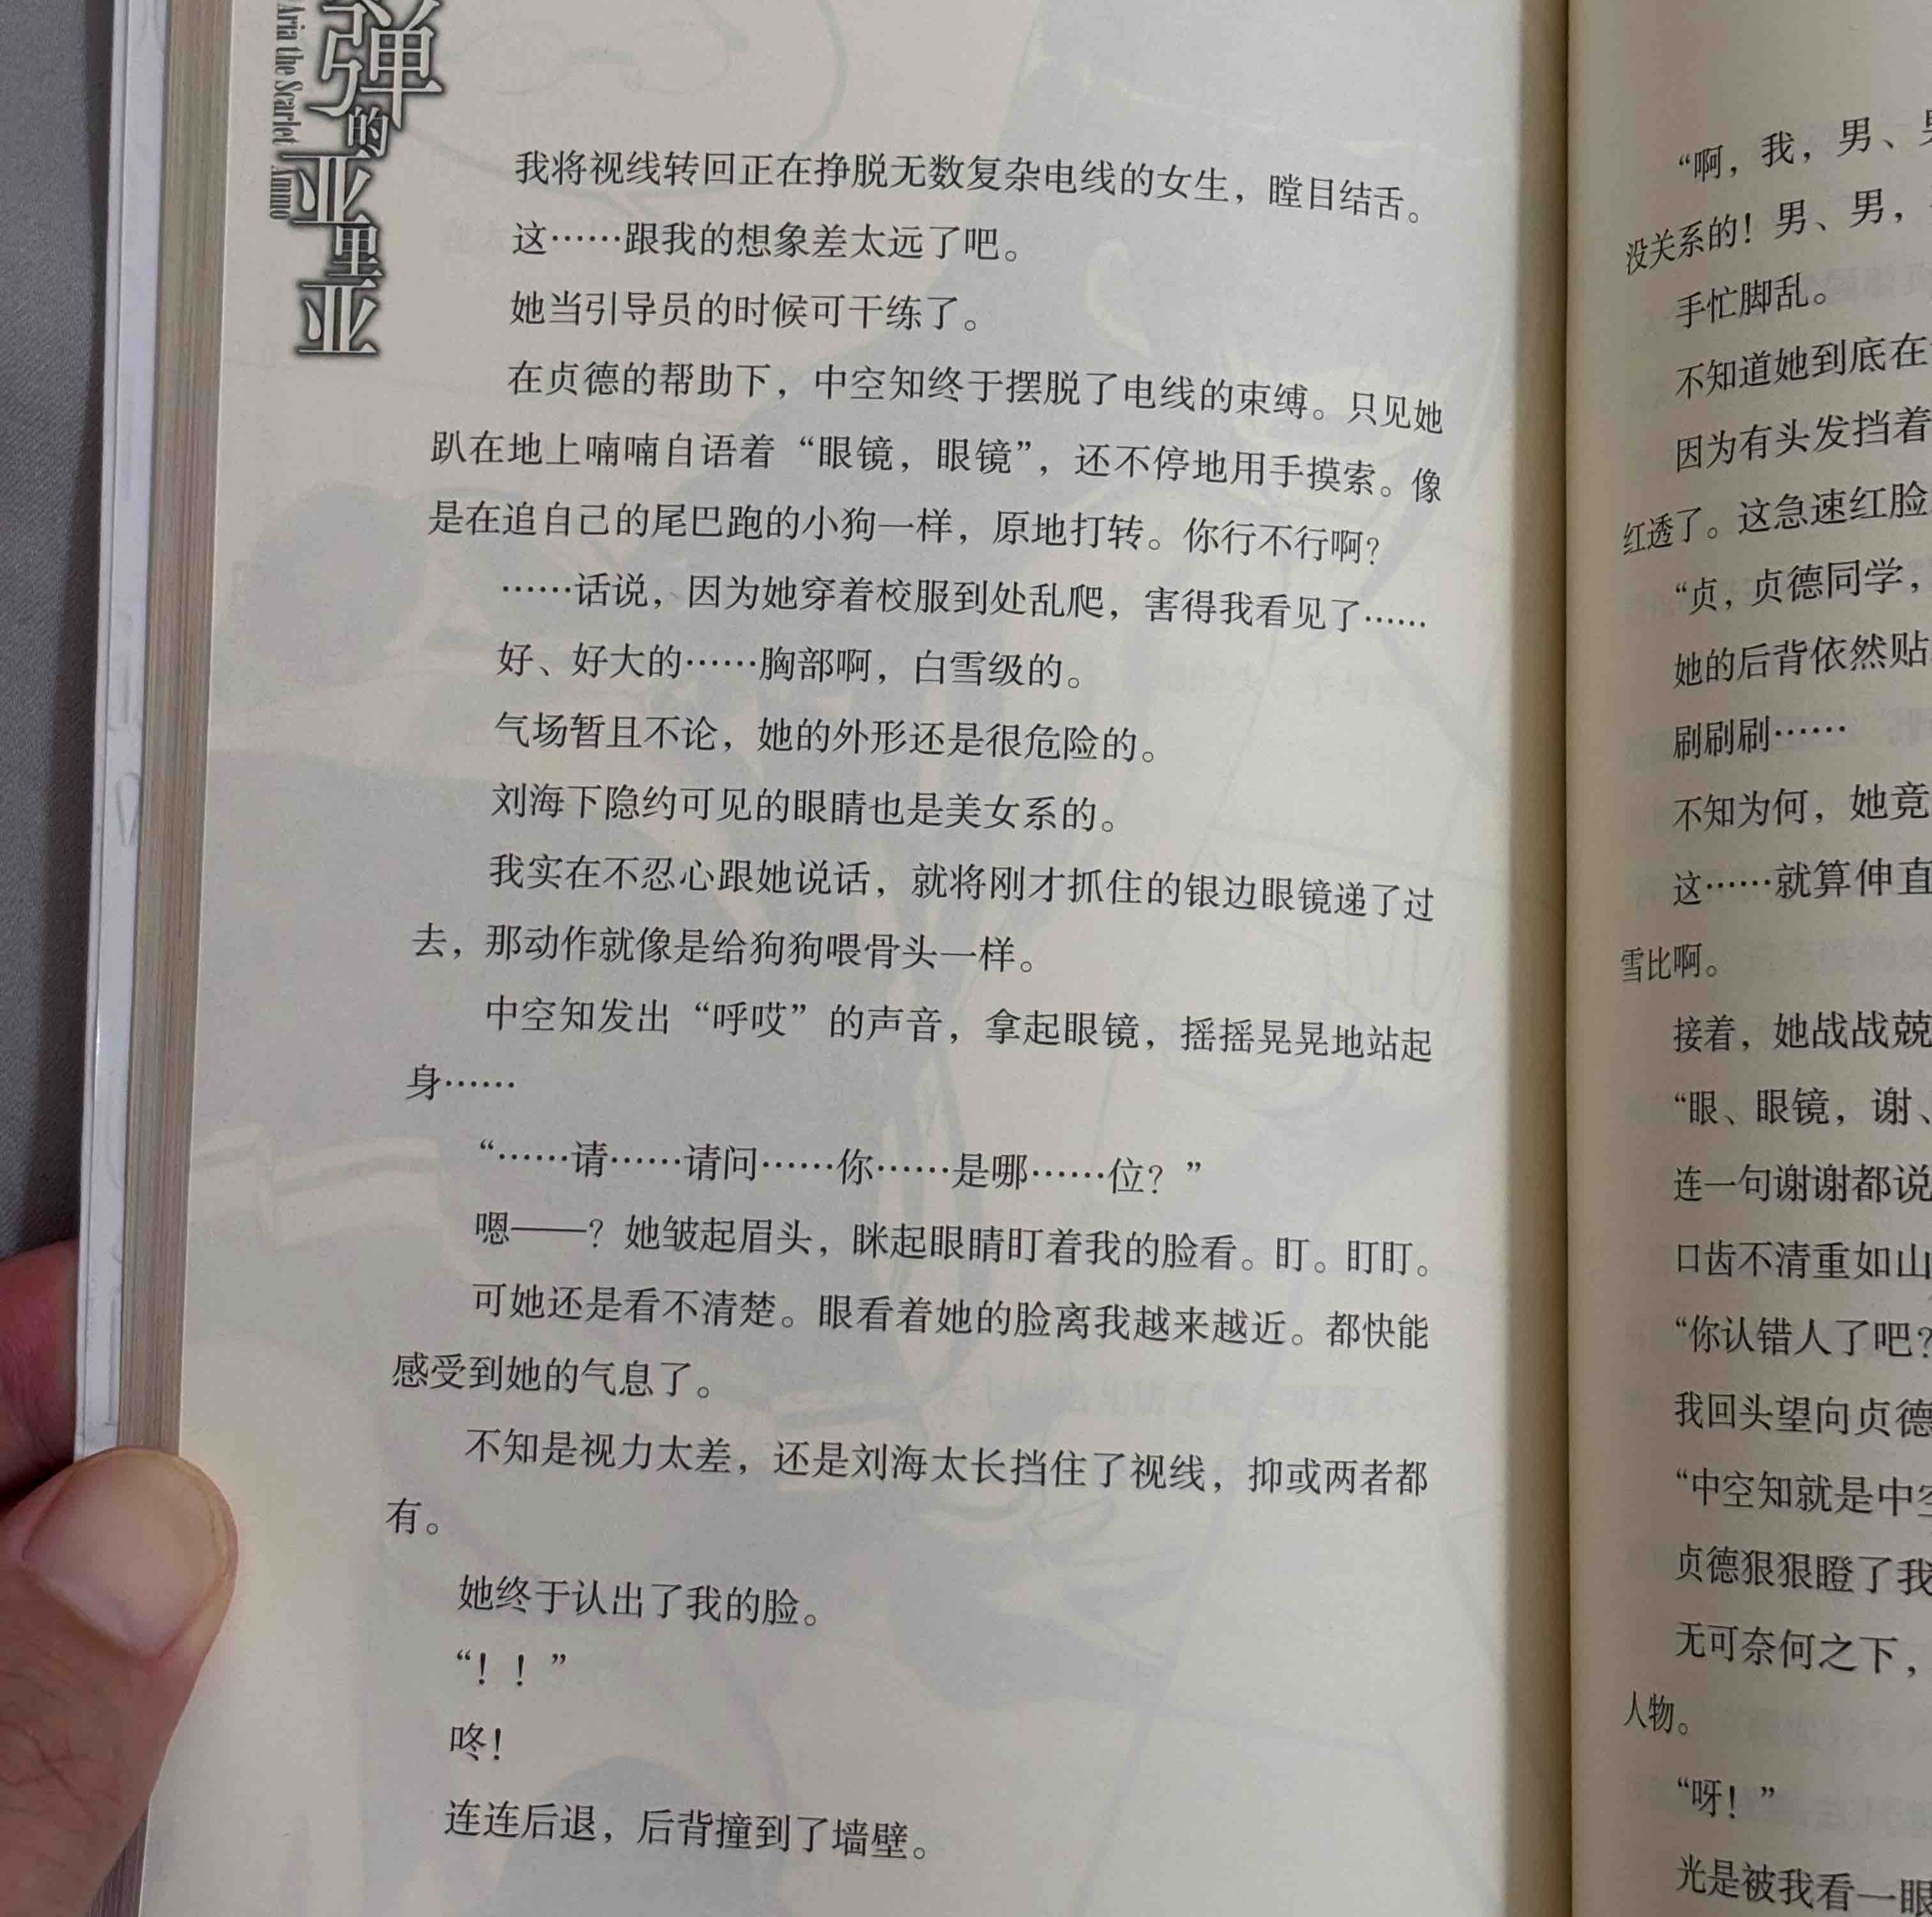 弹的亚里亚
Aria the Scarlet Ammo
我将视线转回正在挣脱无数复杂电线的女生，瞠目结舌。
这……跟我的想象差太远了吧。
她当引导员的时候可干练了。
在贞德的帮助下，中空知终于摆脱了电线的束缚。只见她
趴在地上喃喃自语着“眼镜，眼镜”，还不停地用手摸索。像
是在追自己的尾巴跑的小狗一样，原地打转。你行不行啊？
……话说，因为她穿着校服到处乱爬，害得我看见了……
好、好大的……胸部啊，白雪级的。
气场暂且不论，她的外形还是很危险的。
刘海下隐约可见的眼睛也是美女系的。
我实在不忍心跟她说话，就将刚才抓住的银边眼镜递了过
去，那动作就像是给狗狗喂骨头一样。
中空知发出“呼哎”的声音，拿起眼镜，摇摇晃晃地站起
身……
“……请……请问……你……是哪……位？”
嗯——？她皱起眉头，眯起眼睛盯着我的脸看。盯。盯盯。
可她还是看不清楚。眼看着她的脸离我越来越近。都快能
感受到她的气息了。
不知是视力太差，还是刘海太长挡住了视线，抑或两者都
有。
她终于认出了我的脸。
“！！”
咚！
连连后退，后背撞到了墙壁。
“啊，我，男、
没关系的！男、男，
手忙脚乱。
不知道她到底在
因为有头发挡着
红透了。这急速红脸
“贞，贞德同学，
她的后背依然贴
刷刷刷……
不知为何，她竟
这……就算伸直
雪比啊。
接着，她战战兢
“眼、眼镜，谢、
连一句谢谢都说
口齿不清重如山
“你认错人了吧？
我回头望向贞德
“中空知就是中空
贞德狠狠瞪了我
无可奈何之下，
人物。
“呀！”
光是被我看一眼